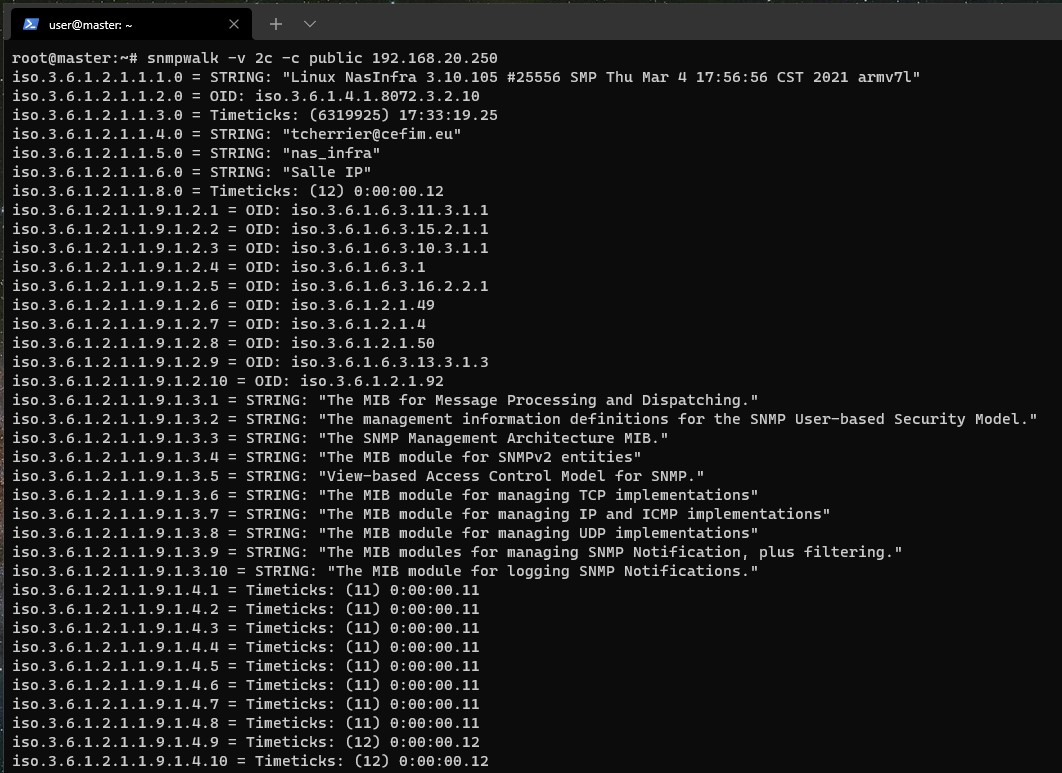 user@master: ~
root@master:~# snmpwalk -v 2c -c public 192.168.20.250
iso.3.6.1.2.1.1.1.0 = STRING: "Linux NasInfra 3.10.105 #25556 SMP Thu Mar 4 17:56:56 CST 2021 armv7l"
iso.3.6.1.2.1.1.2.0 = OID: iso.3.6.1.4.1.8072.3.2.10
iso.3.6.1.2.1.1.3.0 = Timeticks: (6319925) 17:33:19.25
iso.3.6.1.2.1.1.4.0 = STRING: "tcherrier@cefim.eu"
iso.3.6.1.2.1.1.5.0 = STRING: "nas_infra"
iso.3.6.1.2.1.1.6.0 = STRING: "Salle IP"
iso.3.6.1.2.1.1.8.0 = Timeticks: (12) 0:00:00.12
iso.3.6.1.2.1.1.9.1.2.1 = OID: iso.3.6.1.6.3.11.3.1.1
iso.3.6.1.2.1.1.9.1.2.2 = OID: iso.3.6.1.6.3.15.2.1.1
iso.3.6.1.2.1.1.9.1.2.3 = OID: iso.3.6.1.6.3.10.3.1.1
iso.3.6.1.2.1.1.9.1.2.4 = OID: iso.3.6.1.6.3.1
iso.3.6.1.2.1.1.9.1.2.5 = OID: iso.3.6.1.6.3.16.2.2.1
iso.3.6.1.2.1.1.9.1.2.6 = OID: iso.3.6.1.2.1.49
iso.3.6.1.2.1.1.9.1.2.7 = OID: iso.3.6.1.2.1.4
iso.3.6.1.2.1.1.9.1.2.8 = OID: iso.3.6.1.2.1.50
iso.3.6.1.2.1.1.9.1.2.9 = OID: iso.3.6.1.6.3.13.3.1.3
iso.3.6.1.2.1.1.9.1.2.10 = OID: iso.3.6.1.2.1.92
iso.3.6.1.2.1.1.9.1.3.1 = STRING: "The MIB for Message Processing and Dispatching."
iso.3.6.1.2.1.1.9.1.3.2 = STRING: "The management information definitions for the SNMP User-based Security Model."
iso.3.6.1.2.1.1.9.1.3.3 = STRING: "The SNMP Management Architecture MIB."
iso.3.6.1.2.1.1.9.1.3.4 = STRING: "The MIB module for SNMPv2 entities"
iso.3.6.1.2.1.1.9.1.3.5 = STRING: "View-based Access Control Model for SNMP."
iso.3.6.1.2.1.1.9.1.3.6 = STRING: "The MIB module for managing TCP implementations"
iso.3.6.1.2.1.1.9.1.3.7 = STRING: "The MIB module for managing IP and ICMP implementations"
iso.3.6.1.2.1.1.9.1.3.8 = STRING: "The MIB module for managing UDP implementations"
iso.3.6.1.2.1.1.9.1.3.9 = STRING: "The MIB modules for managing SNMP Notification, plus filtering."
iso.3.6.1.2.1.1.9.1.3.10 = STRING: "The MIB module for logging SNMP Notifications."
iso.3.6.1.2.1.1.9.1.4.1 = Timeticks: (11) 0:00:00.11
iso.3.6.1.2.1.1.9.1.4.2 = Timeticks: (11) 0:00:00.11
iso.3.6.1.2.1.1.9.1.4.3 = Timeticks: (11) 0:00:00.11
iso.3.6.1.2.1.1.9.1.4.4 = Timeticks: (11) 0:00:00.11
iso.3.6.1.2.1.1.9.1.4.5 = Timeticks: (11) 0:00:00.11
iso.3.6.1.2.1.1.9.1.4.6 = Timeticks: (11) 0:00:00.11
iso.3.6.1.2.1.1.9.1.4.7 = Timeticks: (11) 0:00:00.11
iso.3.6.1.2.1.1.9.1.4.8 = Timeticks: (11) 0:00:00.11
iso.3.6.1.2.1.1.9.1.4.9 = Timeticks: (12) 0:00:00.12
iso.3.6.1.2.1.1.9.1.4.10 = Timeticks: (12) 0:00:00.12